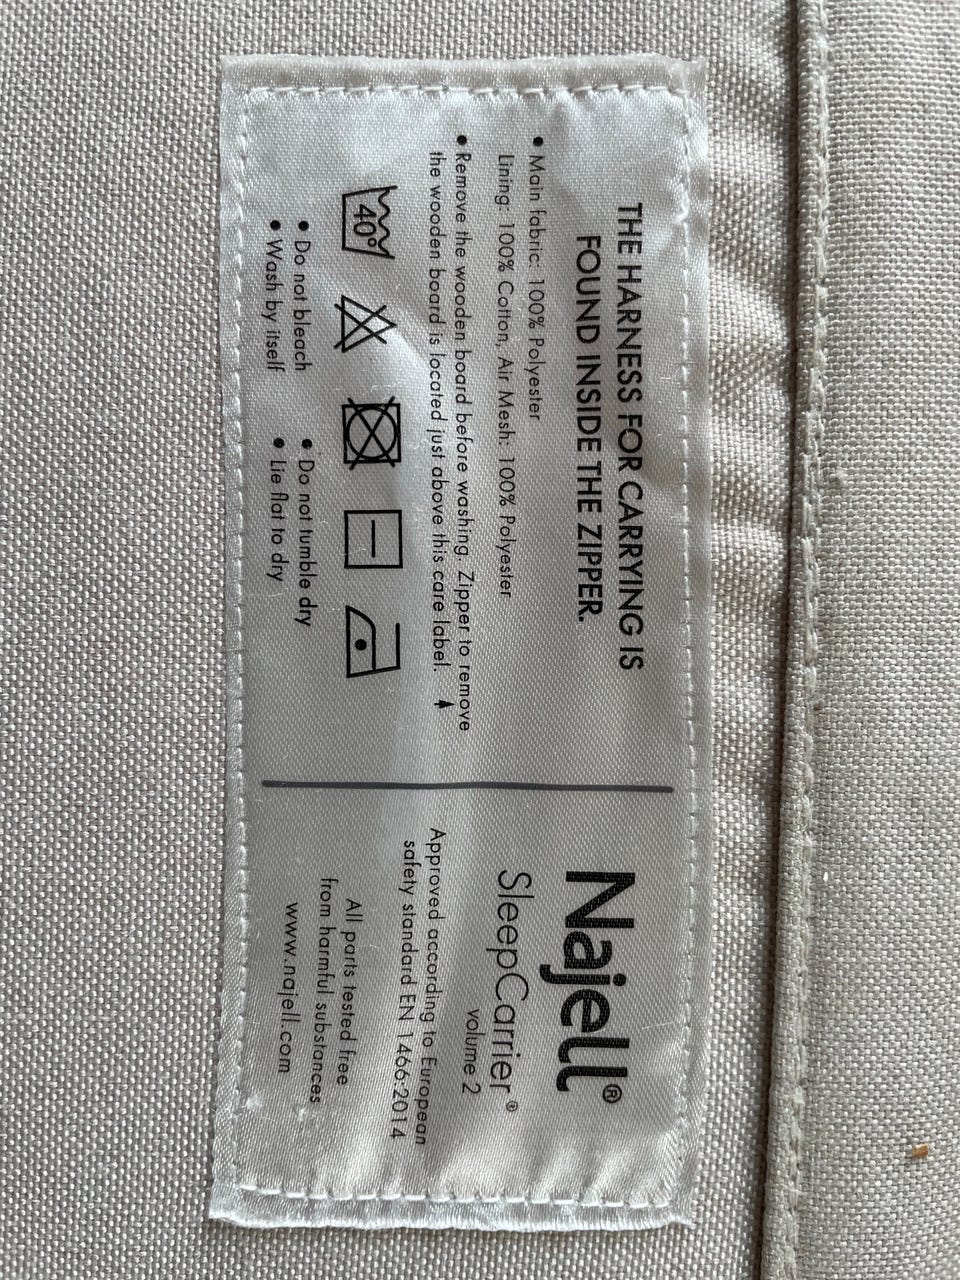 THE HARNESS FOR CARRYING IS
FOUND INSIDE THE ZIPPER.
• Main fabric: 100% Polyester
Lining: 100% Cotton, Air Mesh: 100% Polyester
• Remove the wooden board before washing. Zipper to remove
the wooden board is located just above this care label.
40°
• Do not bleach
• Wash by itself
• Do not tumble dry
• Lie flat to dry
Najell®
SleepCarrier®
volume 2
Approved according to European
safety standard EN 1466:2014
All parts tested free
from harmful substances
www.najell.com